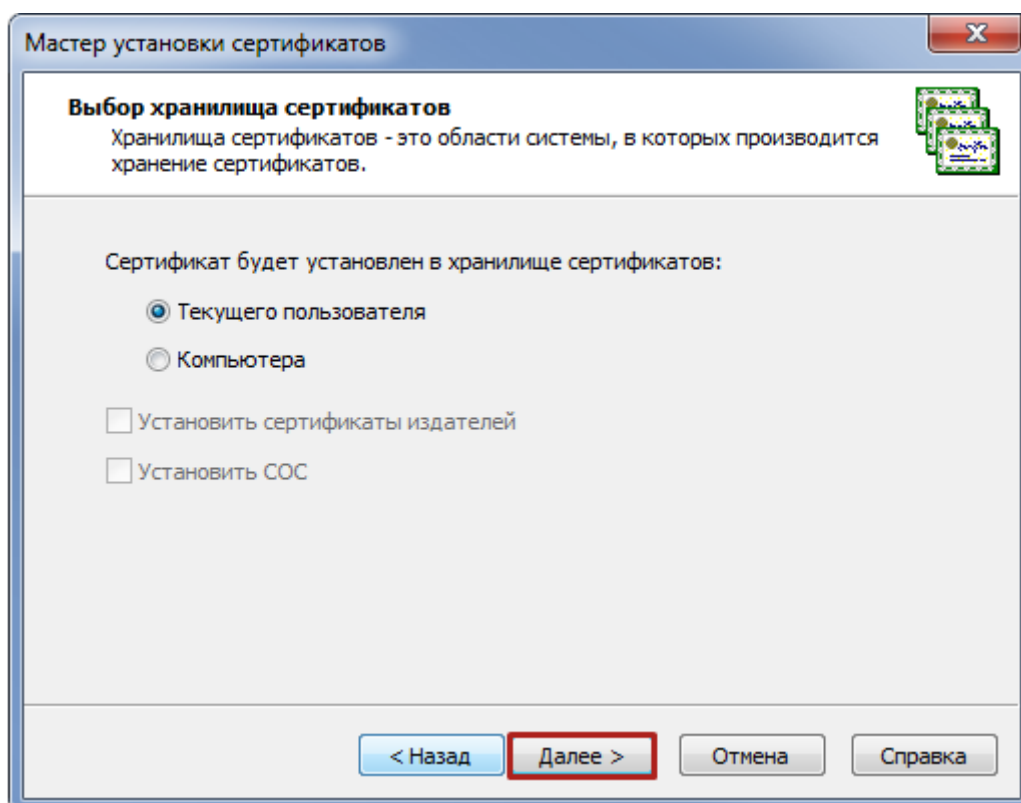 Мастер установки сертификатов
Выбор хранилища сертификатов
Хранилища сертификатов - это области системы, в которых производится
хранение сертификатов.
Сертификат будет установлен в хранилище сертификатов:
Текущего пользователя
Компьютера
Установить сертификаты издателей
Установить СОС
< Назад
Далее >
Отмена
Справка